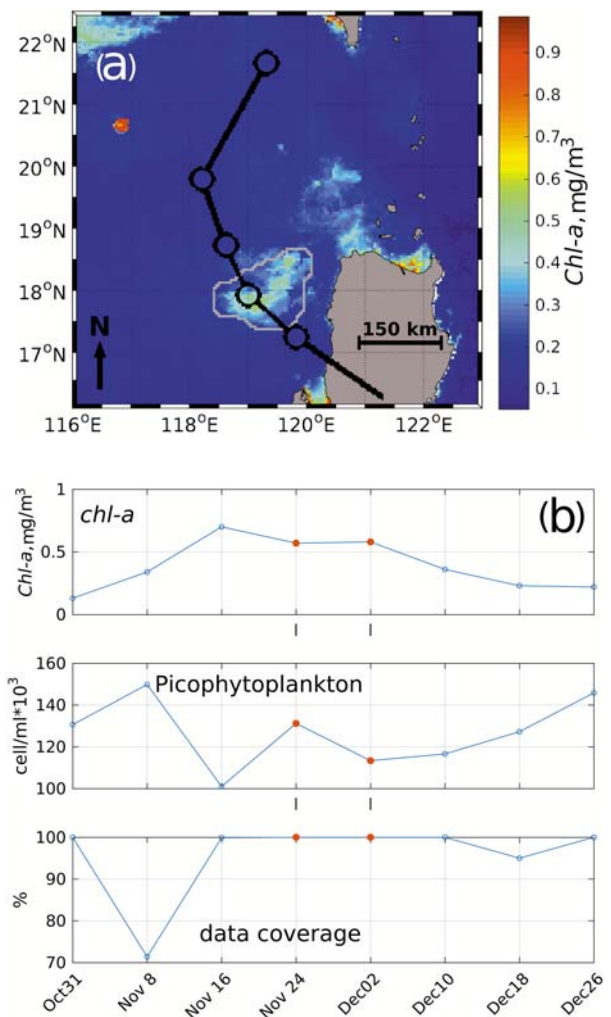 22°N
21°N
20°N
19°N
18°N
17°N
116°E 118°E 120°E 122°E
(a)
N
150 km
0.9
0.8
0.7
0.6
0.5
0.4
0.3
0.2
0.1
Chl-a, mg/m³
(b)
chl-a
Chl-a, mg/m³
1
0.5
0
Picophytoplankton
cell/ml*10³
160
140
120
100
data coverage
%
100
90
80
70
Oct31 Nov 8 Nov 16 Nov 24 Dec02 Dec10 Dec18 Dec26